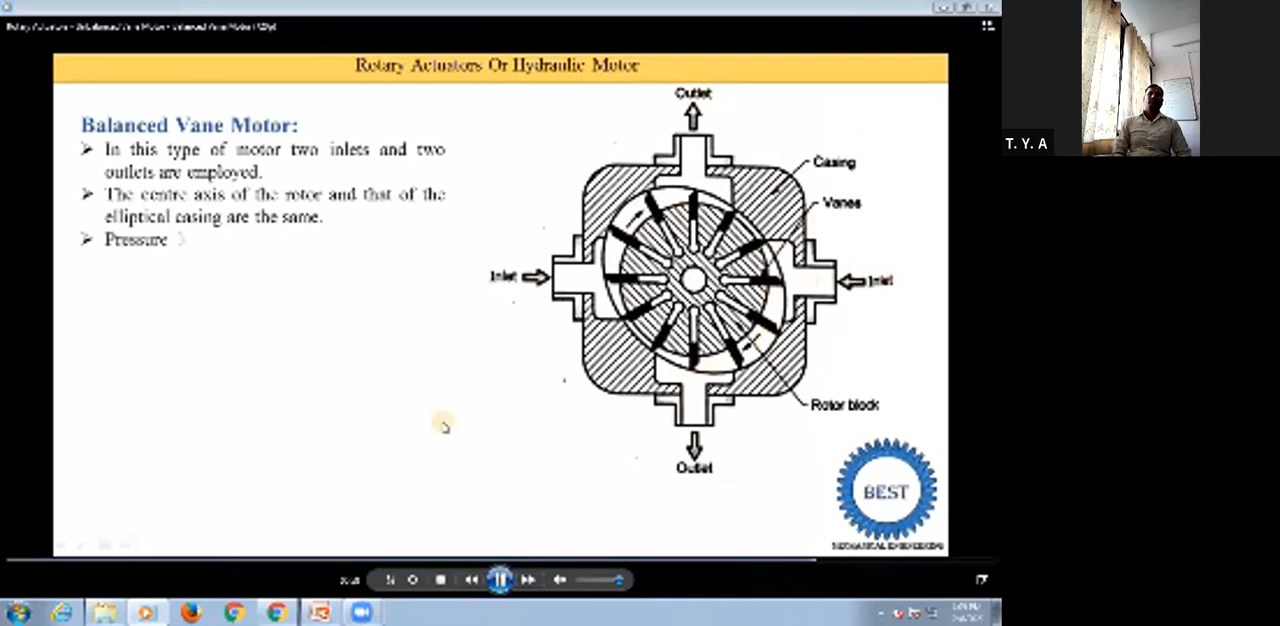 Rotary Actuators Or Hydraulic Motor
Outlet
Balanced Vane Motor:
➢ In this type of motor two inlets and two
outlets are employed.
➢ The centre axis of the rotor and that of the
elliptical casing are the same.
➢ Pressure
Casing
Vanes
Inlet
Inlet
Rotor block
Outlet
BEST
MECHANICAL ENGINEERING
T. Y. A